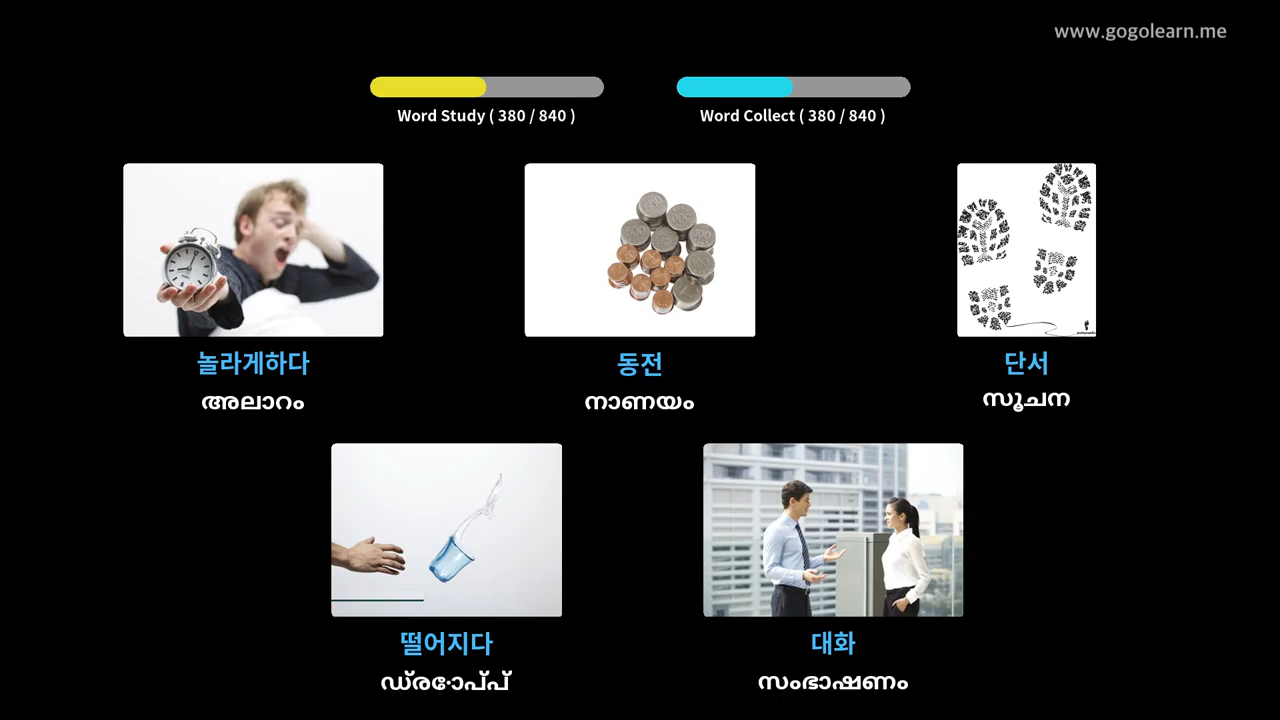 www.gogolearn.me
Word Study ( 380 / 840 )
Word Collect ( 380 / 840 )
놀라게하다
അലാറം
동전
നാണയം
단서
സൂചന
떨어지다
ഡ്രോപ്പ്
대화
സംഭാഷണം